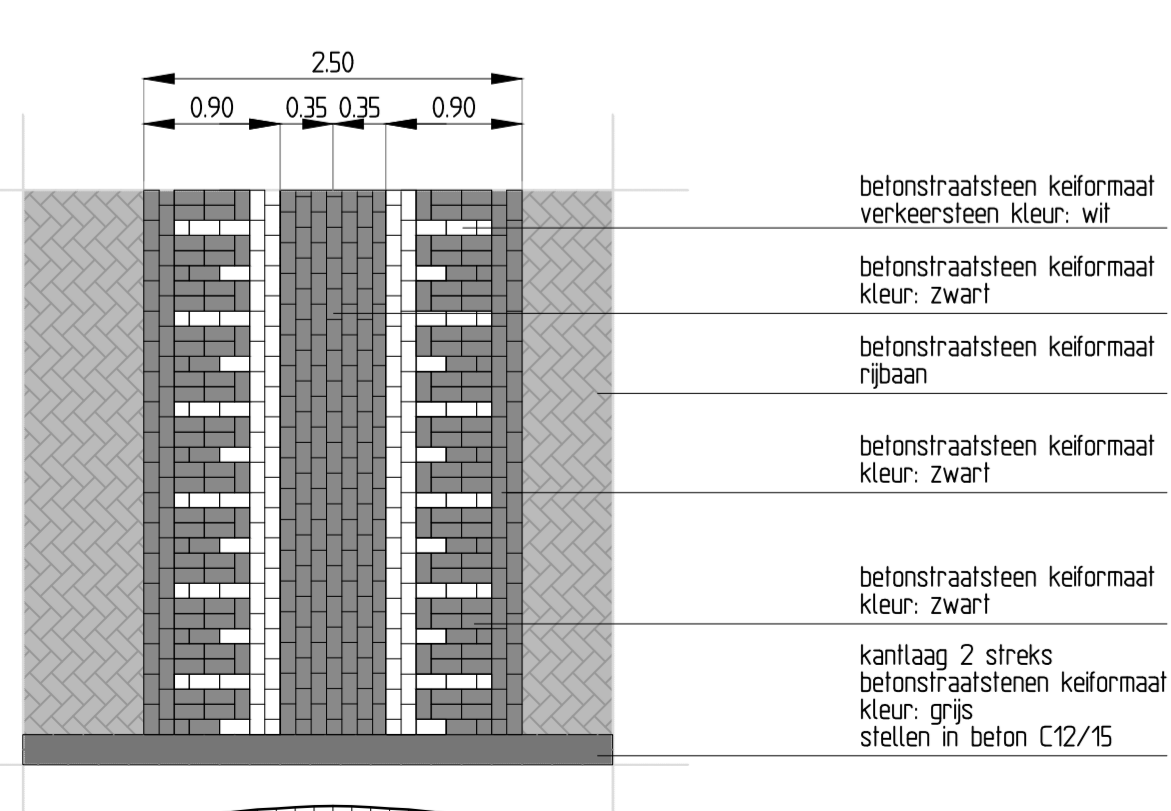 2.50
0.90 0.35 0.35 0.90
betonstraatsteen keiformaat
verkeersteen kleur: wit
betonstraatsteen keiformaat
kleur: zwart
betonstraatsteen keiformaat
rijbaan
betonstraatsteen keiformaat
kleur: zwart
betonstraatsteen keiformaat
kleur: zwart
kantlaag 2 streks
betonstraatstenen keiformaat
kleur: grijs
stellen in beton C12/15